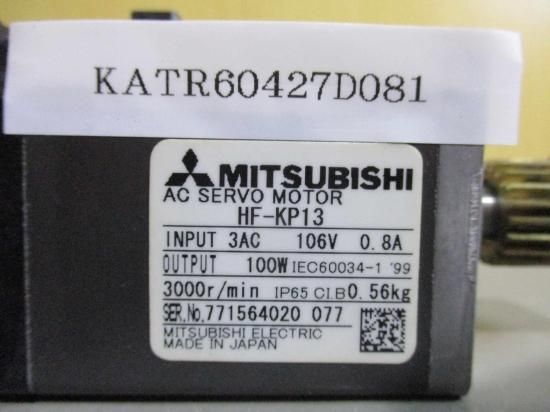 KATR60427D081
MITSUBISHI
AC SERVO MOTOR
HF-KP13
INPUT 3AC 106V 0.8A
OUTPUT 100W IEC60034-1 '99
3000r/min IP65 Cl.B 0.56kg
SER.No.771564020 077
MITSUBISHI ELECTRIC
MADE IN JAPAN